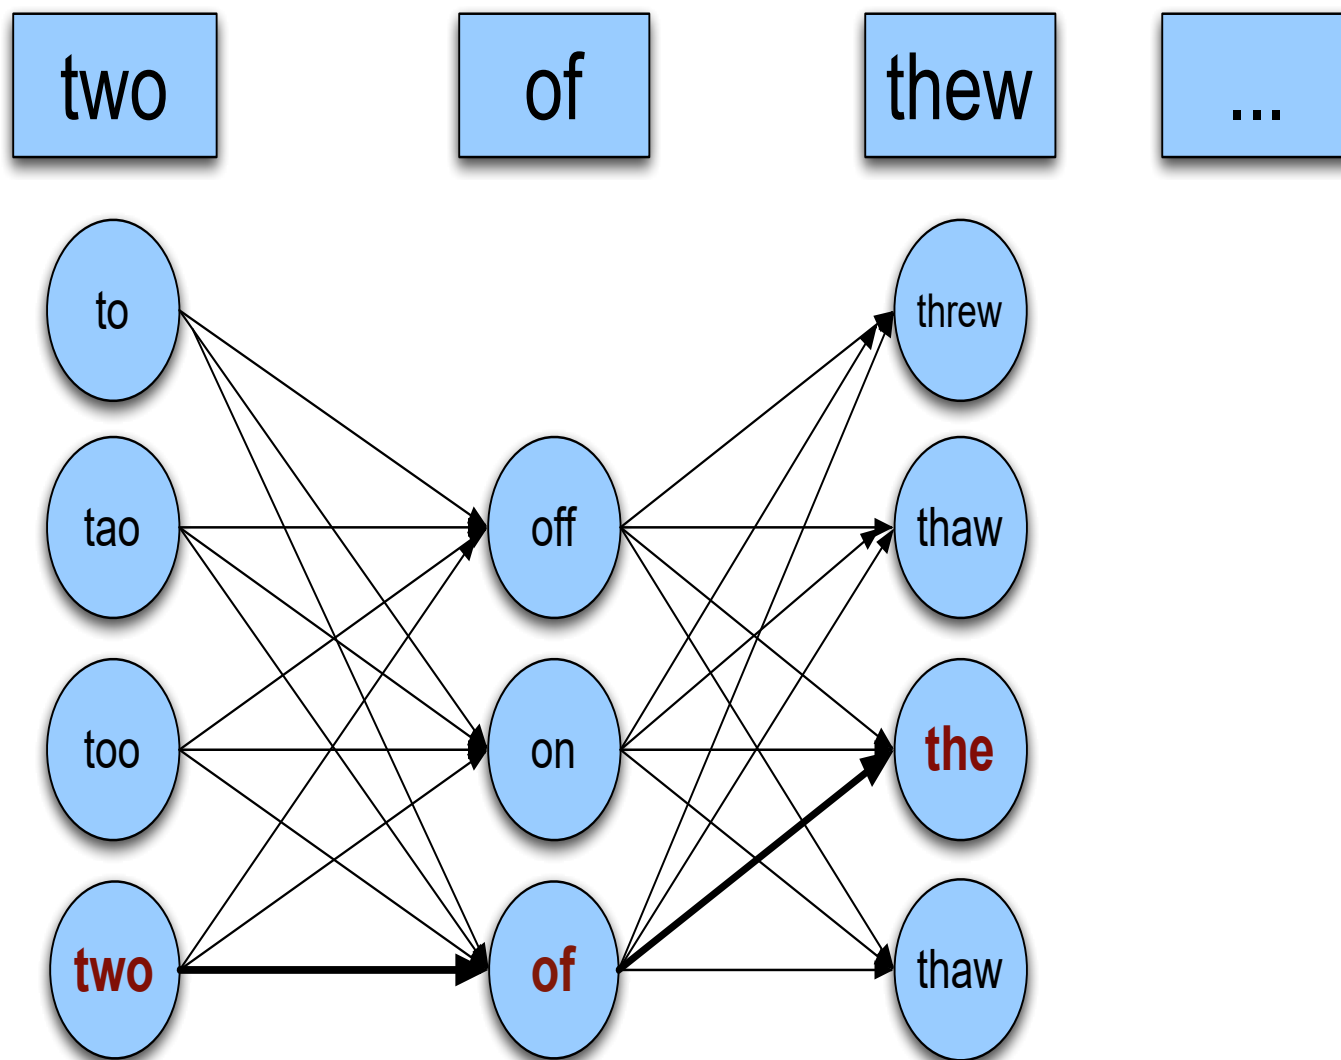 two of thew ...
to threw
tao off thaw
too on the
two of thaw